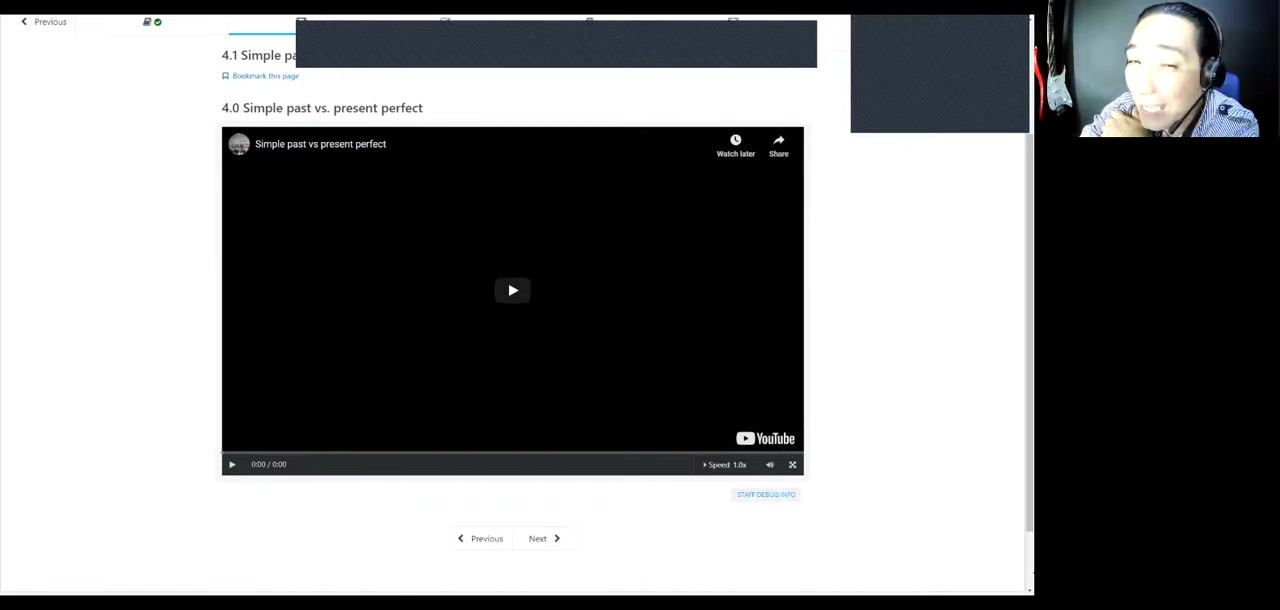 Previous
4.1 Simple pa
Bookmark this page
4.0 Simple past vs. present perfect
Simple past vs present perfect
Watch later
Share
YouTube
0:00 / 0:00
Speed 1.0x
STAFF DEBUG INFO
Previous
Next